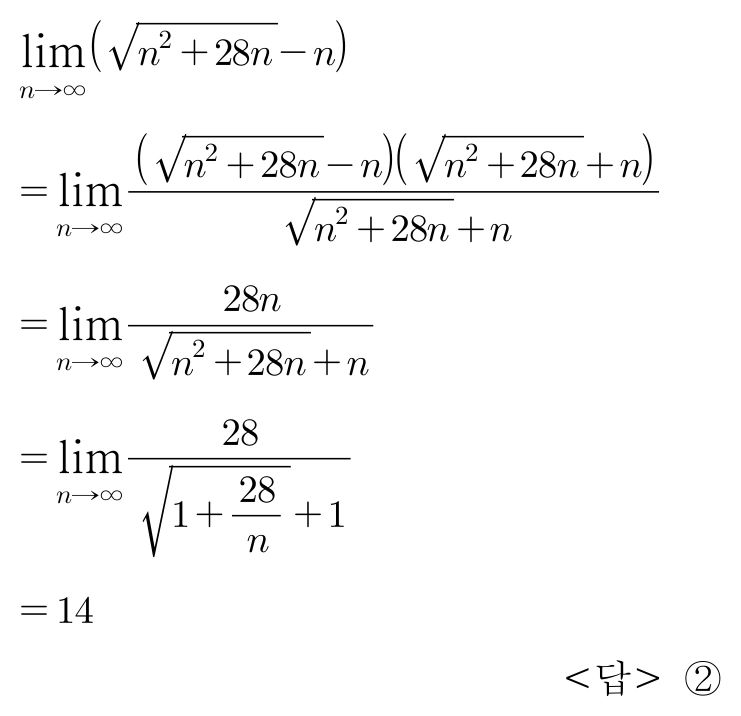 lim_{n→∞}(√(n²+28n)−n)
=lim_{n→∞} (√(n²+28n)−n)(√(n²+28n)+n) / (√(n²+28n)+n)
=lim_{n→∞} 28n / (√(n²+28n)+n)
=lim_{n→∞} 28 / (√(1+28/n)+1)
=14
<답> ②